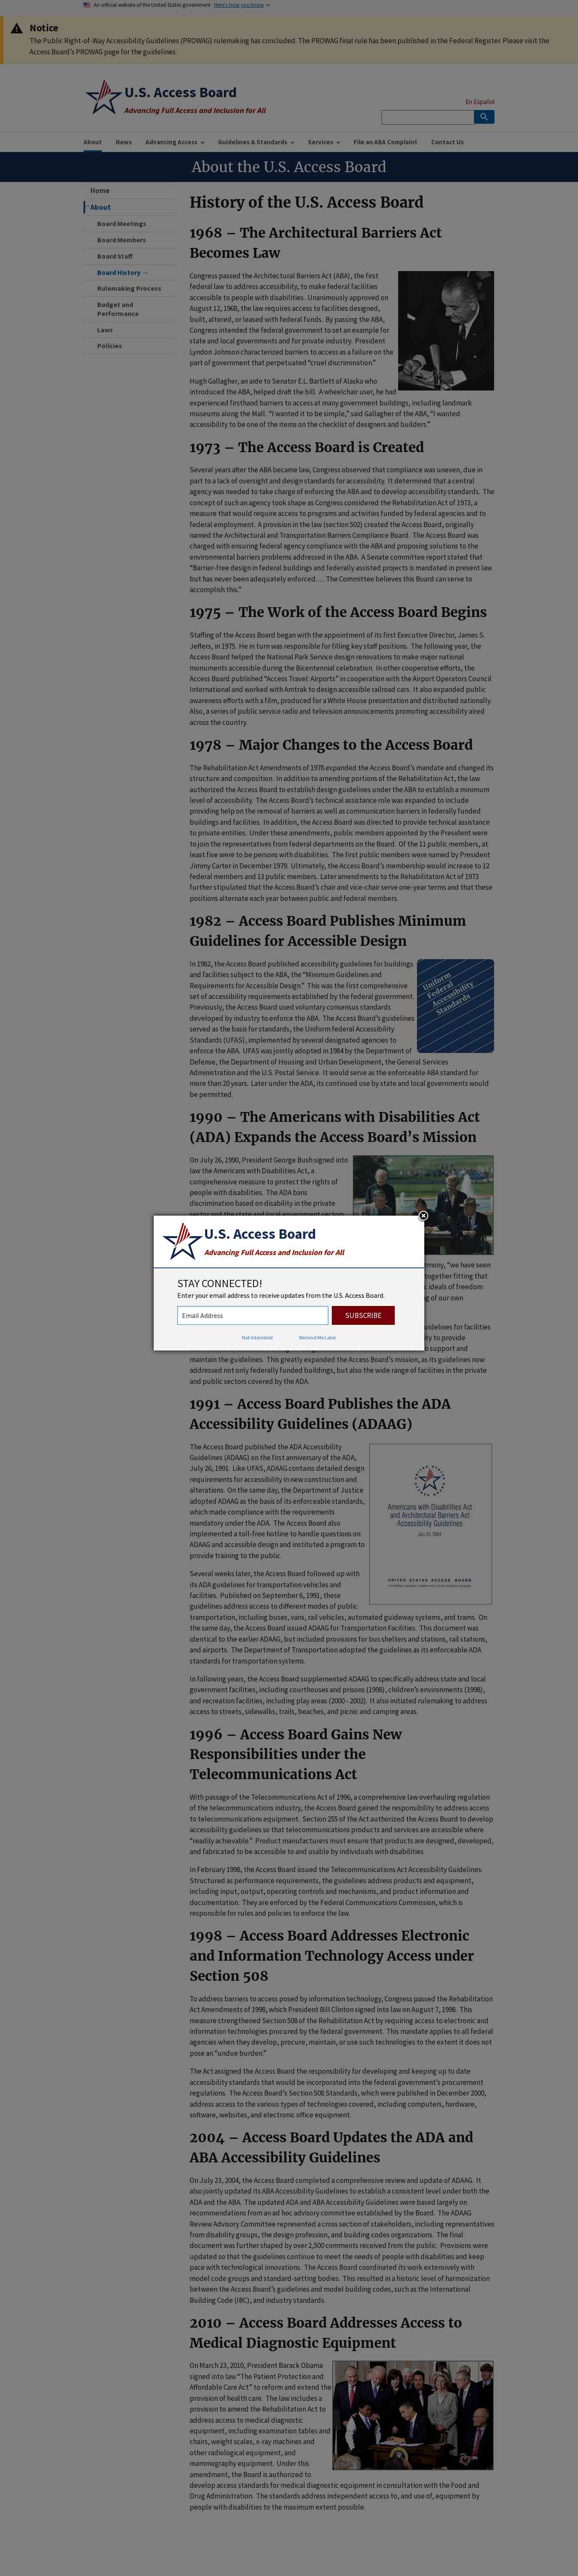 An official website of the United States government Here's how you know
Notice
The Public Right-of-Way Accessibility Guidelines (PROWAG) rulemaking has concluded. The PROWAG final rule has been published in the Federal Register. Please visit the
Access Board's PROWAG page for the guidelines.
U.S. Access Board
Advancing Full Access and Inclusion for All
En Español
About News Advancing Access Guidelines & Standards Services File an ABA Complaint Contact Us
About the U.S. Access Board
Home
About
Board Meetings
Board Members
Board Staff
Board History →
Rulemaking Process
Budget and
Performance
Laws
Policies
History of the U.S. Access Board
1968 – The Architectural Barriers Act
Becomes Law
Congress passed the Architectural Barriers Act (ABA), the first
federal law to address accessibility, to make federal facilities
accessible to people with disabilities. Unanimously approved on
August 12, 1968, the law requires access to facilities designed,
built, altered, or leased with federal funds. By passing the ABA,
Congress intended the federal government to set an example for
state and local governments and for private industry. President
Lyndon Johnson characterized barriers to access as a failure on the
part of government that perpetuated "cruel discrimination."
Hugh Gallagher, an aide to Senator E.L. Bartlett of Alaska who
introduced the ABA, helped draft the bill. A wheelchair user, he had
experienced firsthand barriers to access at many government buildings, including landmark
museums along the Mall. "I wanted it to be simple," said Gallagher of the ABA, "I wanted
accessibility to be one of the items on the checklist of designers and builders."
1973 – The Access Board is Created
Several years after the ABA became law, Congress observed that compliance was uneven, due in
part to a lack of oversight and design standards for accessibility. It determined that a central
agency was needed to take charge of enforcing the ABA and to develop accessibility standards. The
concept of such an agency took shape as Congress considered the Rehabilitation Act of 1973, a
measure that would require access to programs and activities funded by federal agencies and to
federal employment. A provision in the law (section 502) created the Access Board, originally
named the Architectural and Transportation Barriers Compliance Board. The Access Board was
charged with ensuring federal agency compliance with the ABA and proposing solutions to the
environmental barriers problems addressed in the ABA. A Senate committee report stated that
"Barrier-free design in federal buildings and federally assisted projects is mandated in present law
but has never been adequately enforced. . . . The Committee believes this Board can serve to
accomplish this."
1975 – The Work of the Access Board Begins
Staffing of the Access Board began with the appointment of its first Executive Director, James S.
Jeffers, in 1975. He in turn was responsible for filling key staff positions. The following year, the
Access Board helped the National Park Service design renovations to make major national
monuments accessible during the Bicentennial celebration. In other cooperative efforts, the
Access Board published "Access Travel: Airports" in cooperation with the Airport Operators Council
International and worked with Amtrak to design accessible railroad cars. It also expanded public
awareness efforts with a film, produced for a White House presentation and distributed nationally.
Also, a series of public service radio and television announcements promoting accessibility aired
across the country.
1978 – Major Changes to the Access Board
The Rehabilitation Act Amendments of 1978 expanded the Access Board's mandate and changed its
structure and composition. In addition to amending portions of the Rehabilitation Act, the law
authorized the Access Board to establish design guidelines under the ABA to establish a minimum
level of accessibility. The Access Board's technical assistance role was expanded to include
providing help on the removal of barriers as well as communication barriers in federally funded
buildings and facilities. In addition, the Access Board was directed to provide technical assistance
to private entities. Under these amendments, public members appointed by the President were
to join the representatives from federal departments on the Board. Of the 11 public members, at
least five were to be persons with disabilities. The first public members were named by President
Jimmy Carter in December 1979. Ultimately, the Access Board's membership would increase to 12
federal members and 13 public members. Later amendments to the Rehabilitation Act of 1973
further stipulated that the Access Board's chair and vice-chair serve one-year terms and that these
positions alternate each year between public and federal members.
1982 – Access Board Publishes Minimum
Guidelines for Accessible Design
In 1982, the Access Board published accessibility guidelines for buildings
and facilities subject to the ABA, the "Minimum Guidelines and
Requirements for Accessible Design." This was the first comprehensive
set of accessibility requirements established by the federal government.
Previously, the Access Board used voluntary consensus standards
developed by industry to enforce the ABA. The Access Board's guidelines
served as the basis for standards, the Uniform Federal Accessibility
Standards (UFAS), implemented by several designated agencies to
enforce the ABA. UFAS was jointly adopted in 1984 by the Department of
Defense, the Department of Housing and Urban Development, the General Services
Administration and the U.S. Postal Service. It would serve as the enforceable ABA standard for
more than 20 years. Later under the ADA, its continued use by state and local governments would
be permitted.
Uniform
Federal
Accessibility
Standards
1990 – The Americans with Disabilities Act
(ADA) Expands the Access Board's Mission
On July 26, 1990, President George Bush signed into
law the Americans with Disabilities Act, a
comprehensive measure to protect the rights of
people with disabilities. The ADA bans
discrimination based on disability in the private
emony, "we have seen
together fitting that
ideals of freedom
ng of our own
U.S. Access Board
Advancing Full Access and Inclusion for All
STAY CONNECTED!
Enter your email address to receive updates from the U.S. Access Board.
Email Address
SUBSCRIBE
Not Interested Remind Me Later
delines for facilities
ty to provide
support and
maintain the guidelines. This greatly expanded the Access Board's mission, as its guidelines now
addressed not only federally funded buildings, but also the wide range of facilities in the private
and public sectors covered by the ADA.
1991 – Access Board Publishes the ADA
Accessibility Guidelines (ADAAG)
The Access Board published the ADA Accessibility
Guidelines (ADAAG) on the first anniversary of the ADA,
July 26, 1991. Like UFAS, ADAAG contains detailed design
requirements for accessibility in new construction and
alterations. On the same day, the Department of Justice
adopted ADAAG as the basis of its enforceable standards,
which made compliance with the requirements
mandatory under the ADA. The Access Board also
implemented a toll-free hotline to handle questions on
ADAAG and accessible design and instituted a program to
provide training to the public.
Americans with Disabilities Act
and Architectural Barriers Act
Accessibility Guidelines
July 23, 2004
UNITED STATES ACCESS BOARD
Several weeks later, the Access Board followed up with
its ADA guidelines for transportation vehicles and
facilities. Published on September 6, 1991, these
guidelines address access to different modes of public
transportation, including buses, vans, rail vehicles, automated guideway systems, and trams. On
the same day, the Access Board issued ADAAG for Transportation Facilities. This document was
identical to the earlier ADAAG, but included provisions for bus shelters and stations, rail stations,
and airports. The Department of Transportation adopted the guidelines as its enforceable ADA
standards for transportation systems.
In following years, the Access Board supplemented ADAAG to specifically address state and local
government facilities, including courthouses and prisons (1998), children's environments (1998),
and recreation facilities, including play areas (2000 - 2002). It also initiated rulemaking to address
access to streets, sidewalks, trails, beaches, and picnic and camping areas.
1996 – Access Board Gains New
Responsibilities under the
Telecommunications Act
With passage of the Telecommunications Act of 1996, a comprehensive law overhauling regulation
of the telecommunications industry, the Access Board gained the responsibility to address access
to telecommunications equipment. Section 255 of the Act authorized the Access Board to develop
accessibility guidelines so that telecommunications products and services are accessible where
"readily achievable." Product manufacturers must ensure that products are designed, developed,
and fabricated to be accessible to and usable by individuals with disabilities.
In February 1998, the Access Board issued the Telecommunications Act Accessibility Guidelines.
Structured as performance requirements, the guidelines address products and equipment,
including input, output, operating controls and mechanisms, and product information and
documentation. They are enforced by the Federal Communications Commission, which is
responsible for rules and policies to enforce the law.
1998 – Access Board Addresses Electronic
and Information Technology Access under
Section 508
To address barriers to access posed by information technology, Congress passed the Rehabilitation
Act Amendments of 1998, which President Bill Clinton signed into law on August 7, 1998. This
measure strengthened Section 508 of the Rehabilitation Act by requiring access to electronic and
information technologies procured by the federal government. This mandate applies to all federal
agencies when they develop, procure, maintain, or use such technologies to the extent it does not
pose an "undue burden."
The Act assigned the Access Board the responsibility for developing and keeping up to date
accessibility standards that would be incorporated into the federal government's procurement
regulations. The Access Board's Section 508 Standards, which were published in December 2000,
address access to the various types of technologies covered, including computers, hardware,
software, websites, and electronic office equipment.
2004 – Access Board Updates the ADA and
ABA Accessibility Guidelines
On July 23, 2004, the Access Board completed a comprehensive review and update of ADAAG. It
also jointly updated its ABA Accessibility Guidelines to establish a consistent level under both the
ADA and the ABA. The updated ADA and ABA Accessibility Guidelines were based largely on
recommendations from an ad hoc advisory committee established by the Board. The ADAAG
Review Advisory Committee represented a cross section of stakeholders, including representatives
from disability groups, the design profession, and building codes organizations. The final
document was further shaped by over 2,500 comments received from the public. Provisions were
updated so that the guidelines continue to meet the needs of people with disabilities and keep
pace with technological innovations. The Access Board coordinated its work extensively with
model code groups and standard-setting bodies. This resulted in a historic level of harmonization
between the Access Board's guidelines and model building codes, such as the International
Building Code (IBC), and industry standards.
2010 – Access Board Addresses Access to
Medical Diagnostic Equipment
On March 23, 2010, President Barack Obama
signed into law "The Patient Protection and
Affordable Care Act" to reform and extend the
provision of health care. The law includes a
provision to amend the Rehabilitation Act to
address access to medical diagnostic
equipment, including examination tables and
chairs, weight scales, x-ray machines and
other radiological equipment, and
mammography equipment. Under this
amendment, the Board is authorized to
develop access standards for medical diagnostic equipment in consultation with the Food and
Drug Administration. The standards address independent access to, and use of, equipment by
people with disabilities to the maximum extent possible.